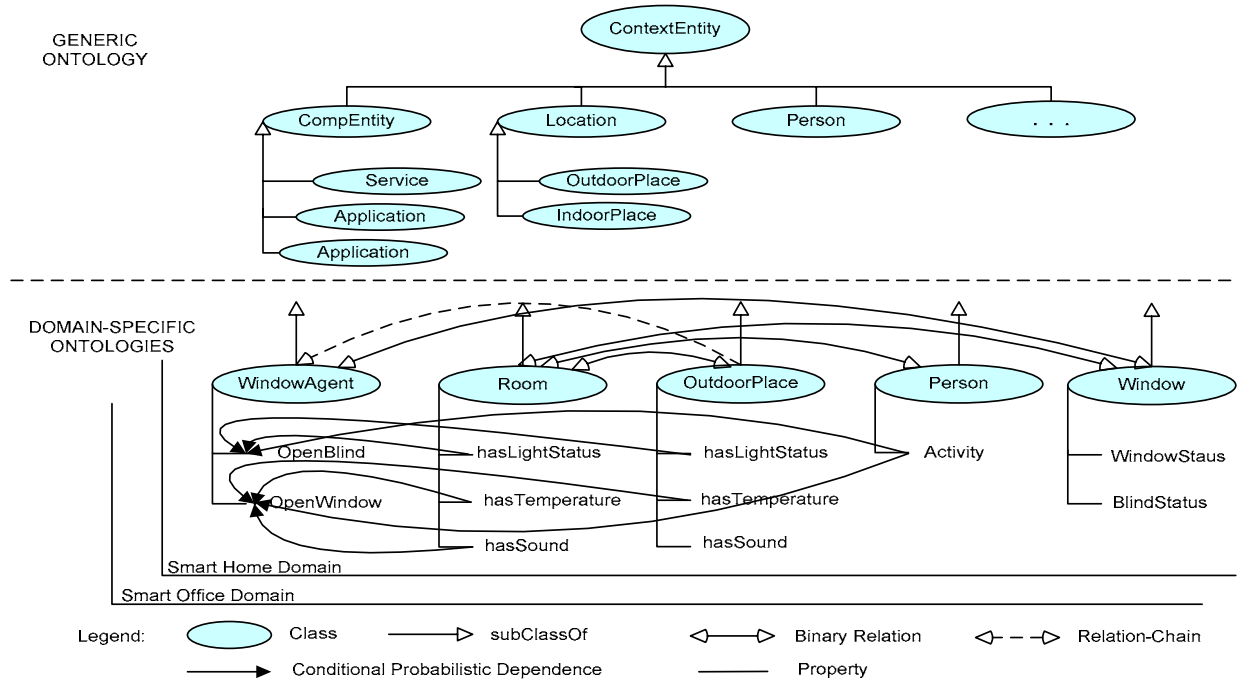 ContextEntity
GENERIC
ONTOLOGY
CompEntity
Location
Person
. . .
Service
OutdoorPlace
Application
IndoorPlace
Application
DOMAIN-SPECIFIC
ONTOLOGIES
WindowAgent
Room
OutdoorPlace
Person
Window
OpenBlind
hasLightStatus
hasLightStatus
Activity
WindowStaus
OpenWindow
hasTemperature
hasTemperature
BlindStatus
hasSound
hasSound
Smart Home Domain
Smart Office Domain
Legend:
Class
subClassOf
Binary Relation
Relation-Chain
Conditional Probabilistic Dependence
Property